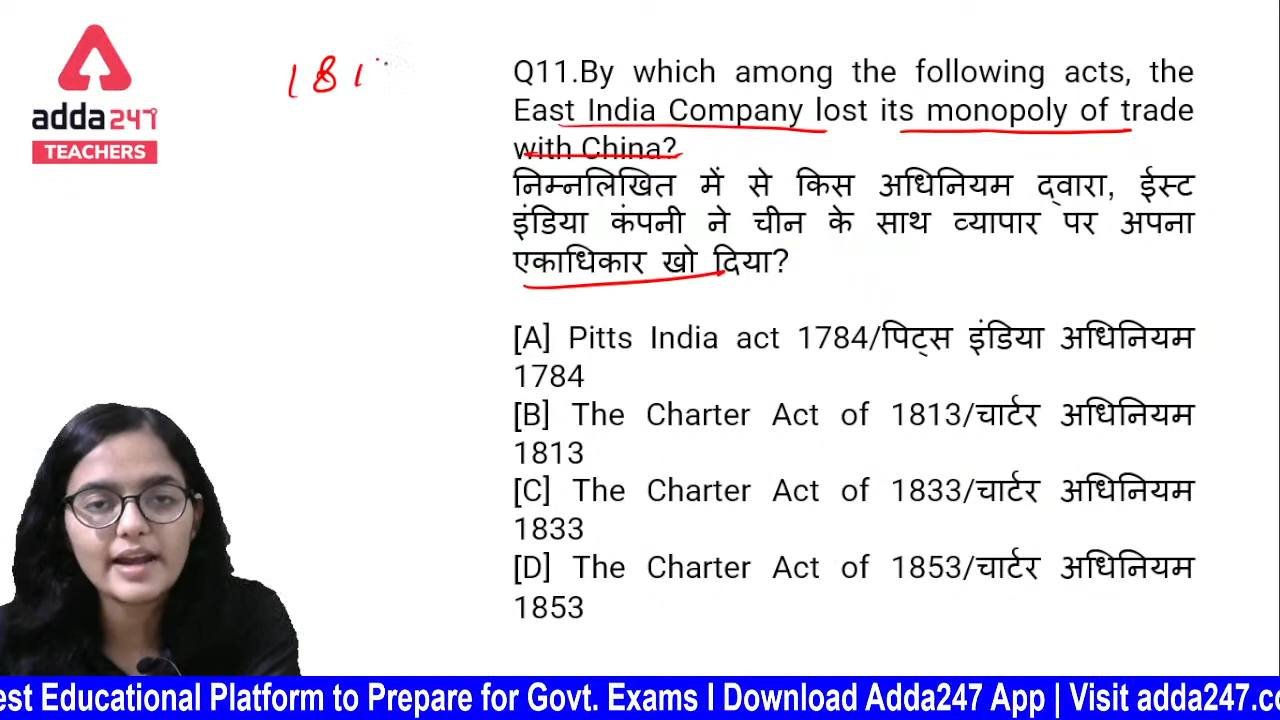 adda247
TEACHERS
181
Q11.By which among the following acts, the
East India Company lost its monopoly of trade
with China?
निम्नलिखित में से किस अधिनियम द्वारा, ईस्ट
इंडिया कंपनी ने चीन के साथ व्यापार पर अपना
एकाधिकार खो दिया?
[A] Pitts India act 1784/पिट्स इंडिया अधिनियम
1784
[B] The Charter Act of 1813/चार्टर अधिनियम
1813
[C] The Charter Act of 1833/चार्टर अधिनियम
1833
[D] The Charter Act of 1853/चार्टर अधिनियम
1853
est Educational Platform to Prepare for Govt. Exams I Download Adda247 App | Visit adda247.c